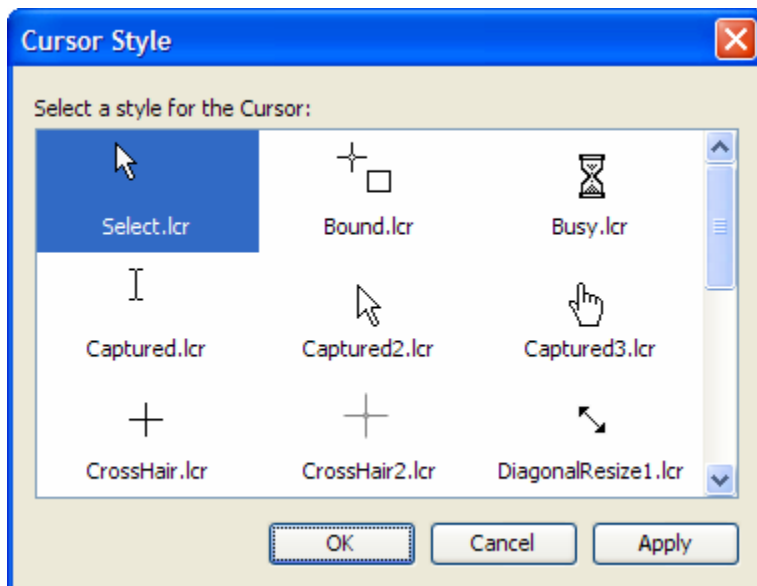 Cursor Style
Select a style for the Cursor:
Select.lcr Bound.lcr Busy.lcr
Captured.lcr Captured2.lcr Captured3.lcr
CrossHair.lcr CrossHair2.lcr DiagonalResize1.lcr
OK Cancel Apply